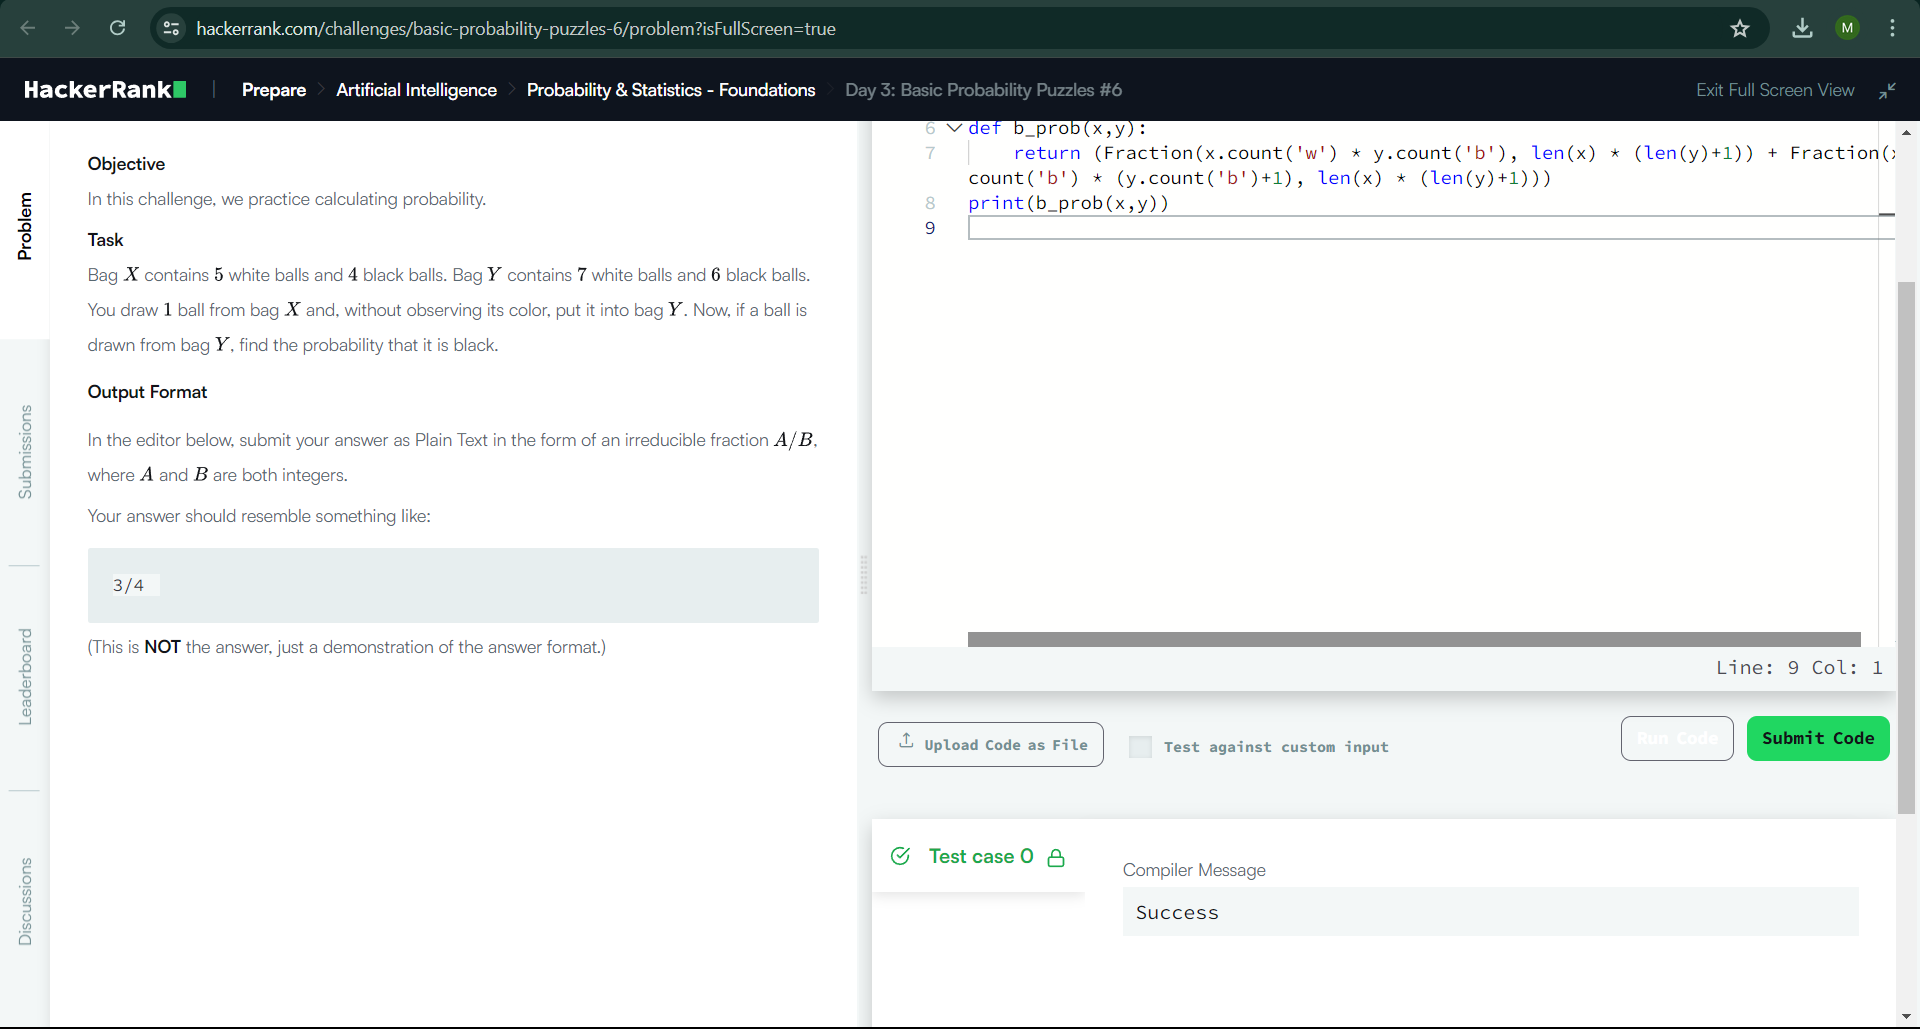 hackerrank.com/challenges/basic-probability-puzzles-6/problem?isFullScreen=true
M
HackerRank
Prepare
Artificial Intelligence
Probability & Statistics - Foundations
Day 3: Basic Probability Puzzles #6
Exit Full Screen View
Problem
Submissions
Leaderboard
Discussions
Objective
In this challenge, we practice calculating probability.
Task
Bag X contains 5 white balls and 4 black balls. Bag Y contains 7 white balls and 6 black balls.
You draw 1 ball from bag X and, without observing its color, put it into bag Y. Now, if a ball is
drawn from bag Y, find the probability that it is black.
Output Format
In the editor below, submit your answer as Plain Text in the form of an irreducible fraction A/B,
where A and B are both integers.
Your answer should resemble something like:
3/4
(This is NOT the answer, just a demonstration of the answer format.)
6 def b_prob(x,y):
7 return (Fraction(x.count('w') * y.count('b'), len(x) * (len(y)+1)) + Fraction(
count('b') * (y.count('b')+1), len(x) * (len(y)+1)))
8 print(b_prob(x,y))
9
Line: 9 Col: 1
Upload Code as File
Test against custom input
Run Code
Submit Code
Test case 0
Compiler Message
Success